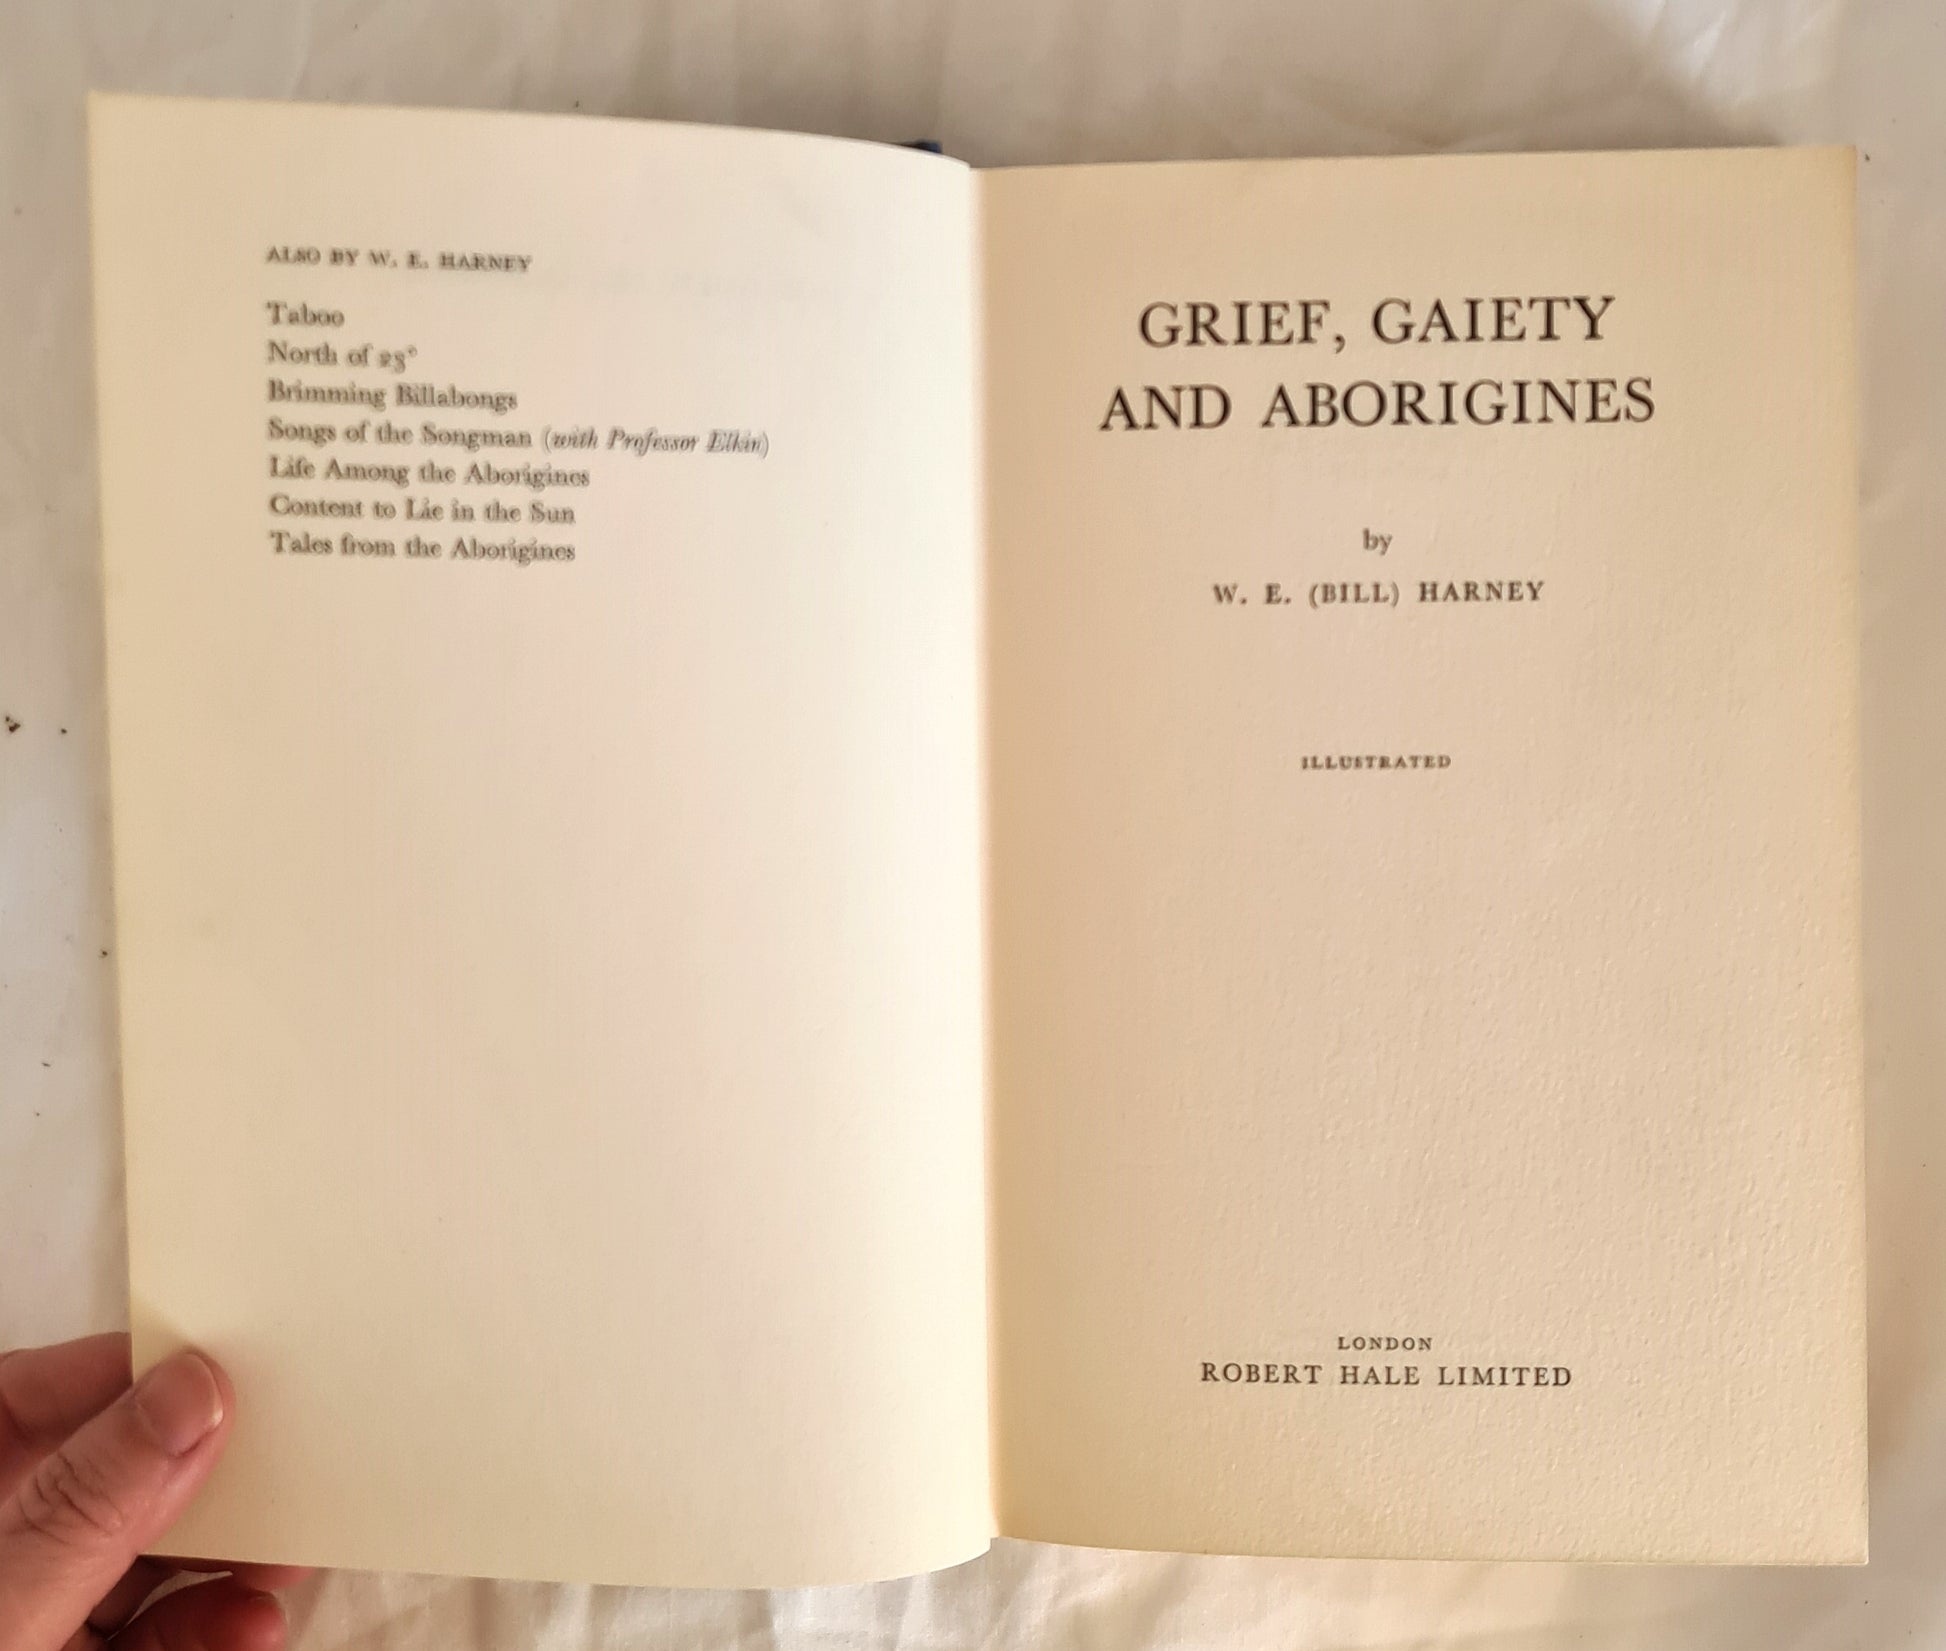 ALSO BY W. E. HARNEY
Taboo
North of 23°
Brimming Billabongs
Songs of the Songman (with Professor Elkin)
Life Among the Aborigines
Content to Lie in the Sun
Tales from the Aborigines
GRIEF, GAIETY
AND ABORIGINES
by
W. E. (BILL) HARNEY
ILLUSTRATED
LONDON
ROBERT HALE LIMITED